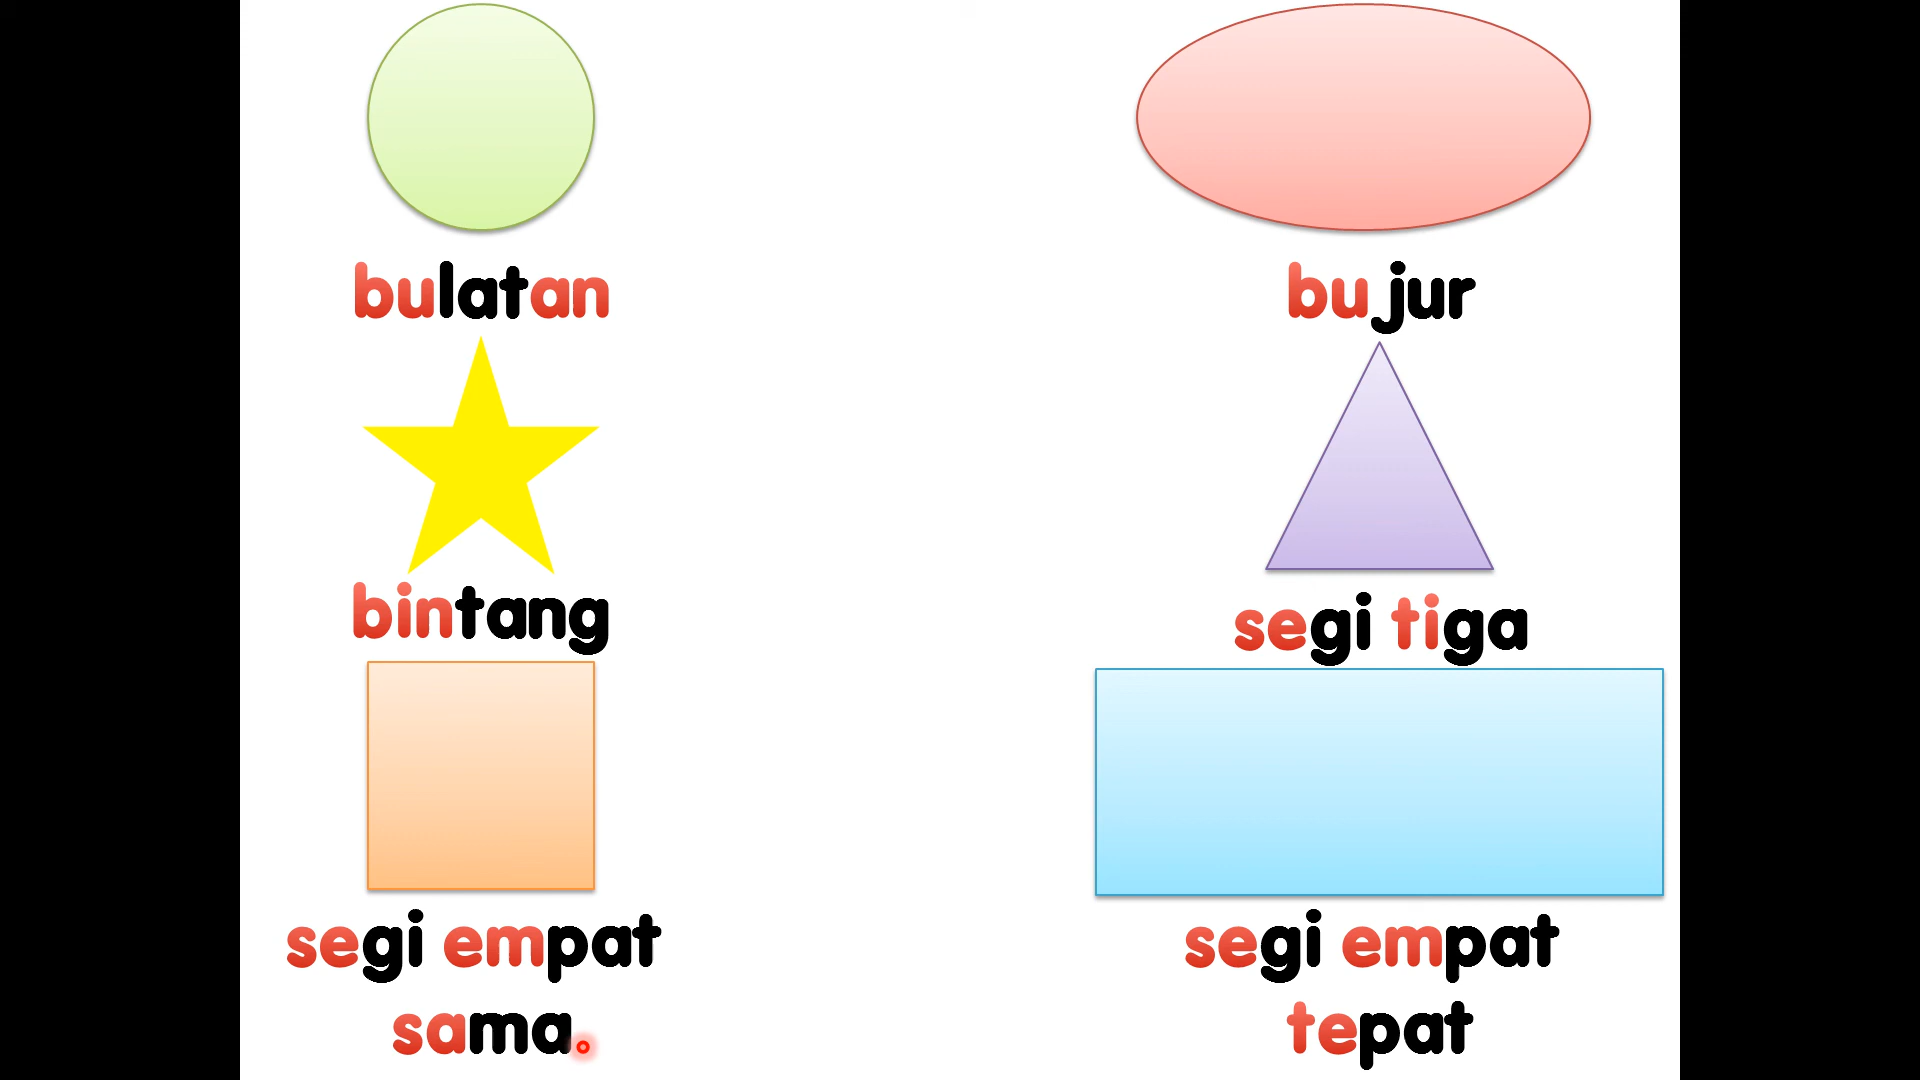 bulatan
bujur
bintang
segi tiga
segi empat
sama
segi empat
tepat